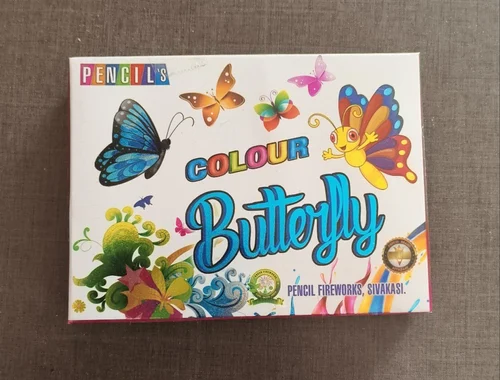 PENCIL's
COLOUR
Butterfly
PENCIL FIREWORKS, SIVAKASI.